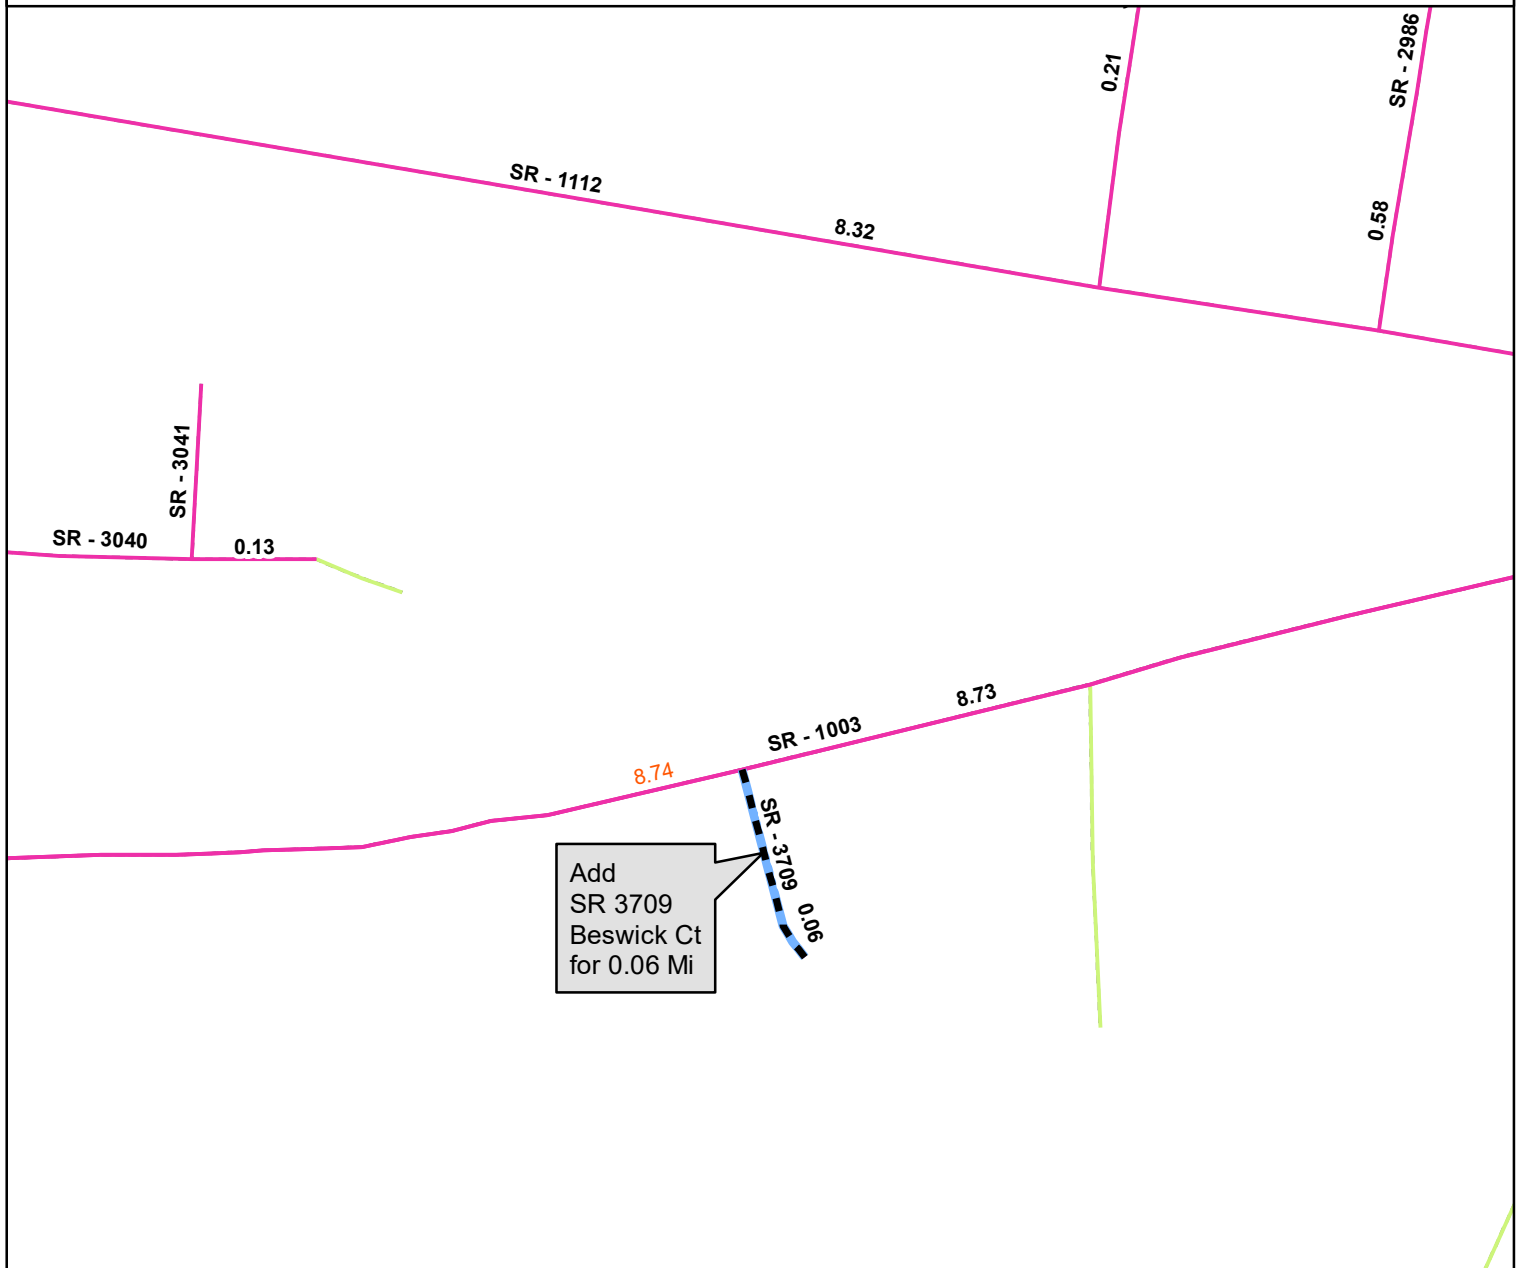 0.21
SR - 2986
SR - 1112
8.32
0.58
SR - 3041
SR - 3040
0.13
8.73
SR - 1003
8.74
SR - 3709
0.06
Add
SR 3709
Beswick Ct
for 0.06 Mi